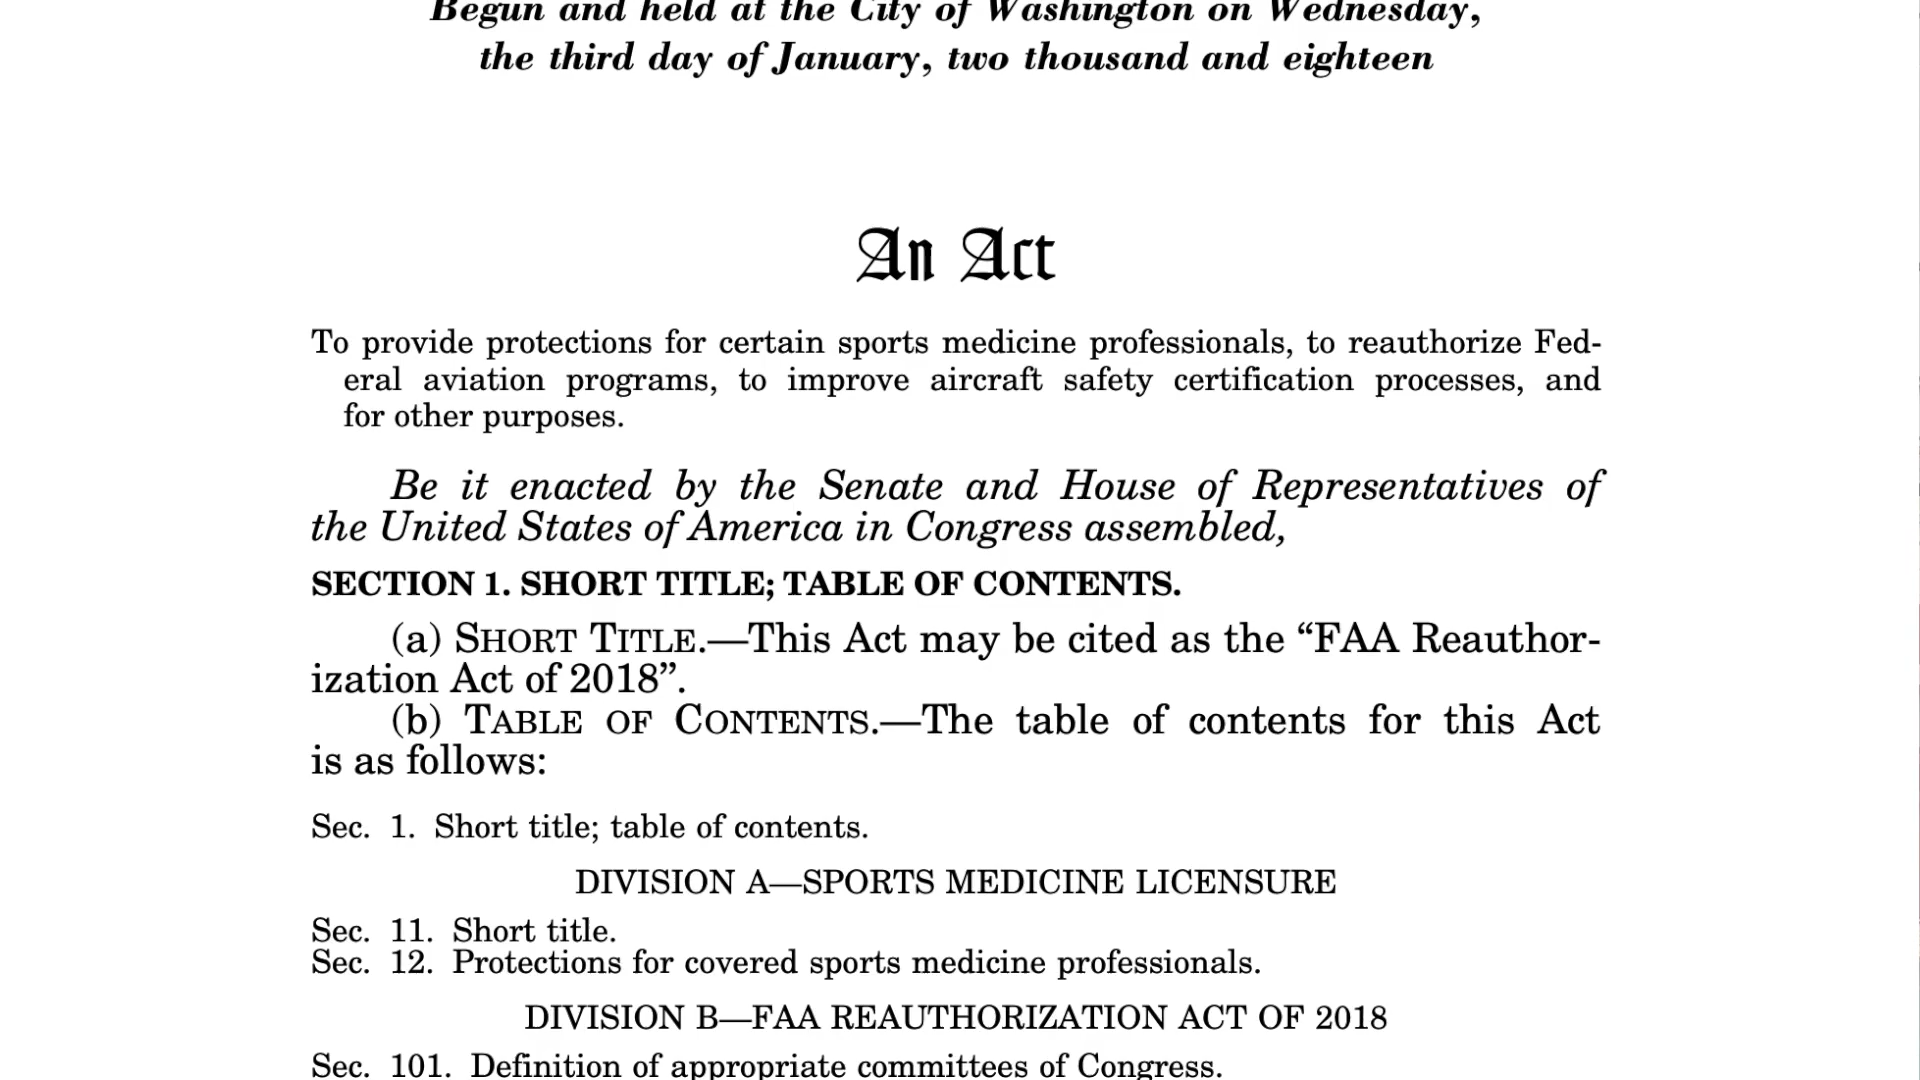 Begun and held at the City of Washington on Wednesday,
the third day of January, two thousand and eighteen
An Act
To provide protections for certain sports medicine professionals, to reauthorize Fed-
eral aviation programs, to improve aircraft safety certification processes, and
for other purposes.
Be it enacted by the Senate and House of Representatives of
the United States of America in Congress assembled,
SECTION 1. SHORT TITLE; TABLE OF CONTENTS.
(a) SHORT TITLE.—This Act may be cited as the “FAA Reauthor-
ization Act of 2018”.
(b) TABLE OF CONTENTS.—The table of contents for this Act
is as follows:
Sec. 1. Short title; table of contents.
DIVISION A—SPORTS MEDICINE LICENSURE
Sec. 11. Short title.
Sec. 12. Protections for covered sports medicine professionals.
DIVISION B—FAA REAUTHORIZATION ACT OF 2018
Sec. 101. Definition of appropriate committees of Congress.